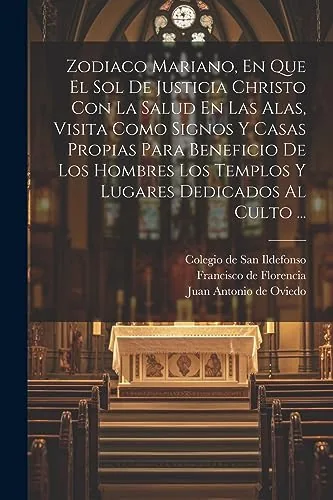 Zodiaco Mariano, En Que
El Sol De Justicia Christo
Con La Salud En Las Alas,
Visita Como Signos Y Casas
Propias Para Beneficio De
Los Hombres Los Templos Y
Lugares Dedicados Al
Culto ...
Colegio de San Ildefonso
Francisco de Florencia
Juan Antonio de Oviedo